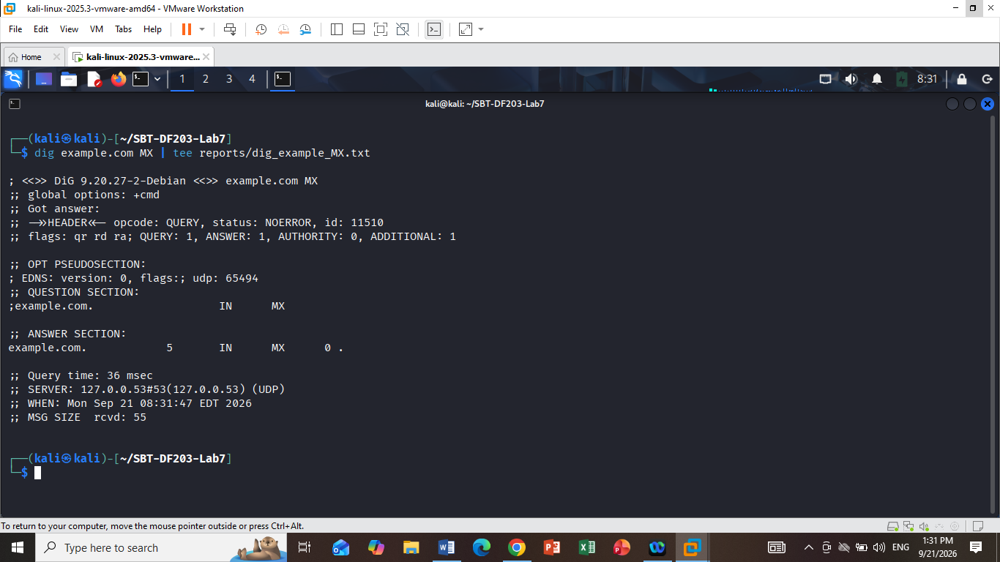 kali-linux-2025.3-vmware-amd64 - VMware Workstation
File Edit View VM Tabs Help
Home kali-linux-2025.3-vmware...
1 2 3 4 8:31
kali@kali: ~/SBT-DF203-Lab7
┌──(kali㉿kali)-[~/SBT-DF203-Lab7]
└─$ dig example.com MX | tee reports/dig_example_MX.txt
; <<>> DiG 9.20.27-2-Debian <<>> example.com MX
;; global options: +cmd
;; Got answer:
;; ->>HEADER<<- opcode: QUERY, status: NOERROR, id: 11510
;; flags: qr rd ra; QUERY: 1, ANSWER: 1, AUTHORITY: 0, ADDITIONAL: 1
;; OPT PSEUDOSECTION:
; EDNS: version: 0, flags:; udp: 65494
;; QUESTION SECTION:
;example.com. IN MX
;; ANSWER SECTION:
example.com. 5 IN MX 0 .
;; Query time: 36 msec
;; SERVER: 127.0.0.53#53(127.0.0.53) (UDP)
;; WHEN: Mon Sep 21 08:31:47 EDT 2026
;; MSG SIZE  rcvd: 55
┌──(kali㉿kali)-[~/SBT-DF203-Lab7]
└─$
To return to your computer, move the mouse pointer outside or press Ctrl+Alt.
Type here to search
ENG
1:31 PM
9/21/2026